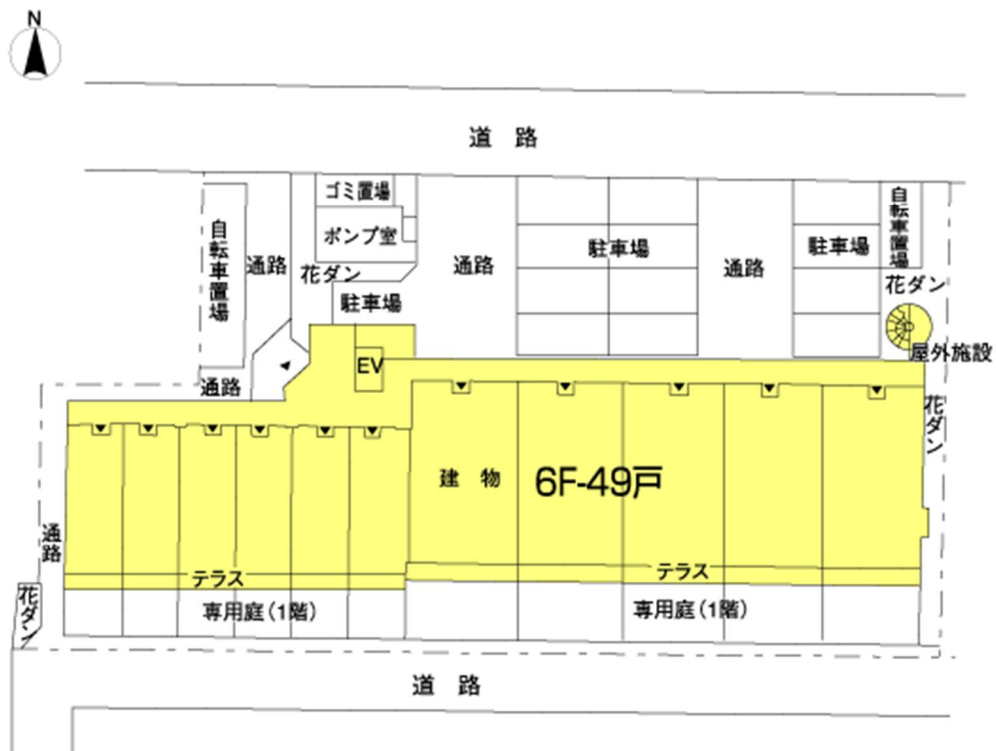 N
道 路
ゴミ置場
ポンプ室
自転車置場
通路
花ダン
駐車場
通路
駐車場
通路
駐車場
自転車置場
花ダン
屋外施設
EV
通路
花ダン
建 物
6F-49戸
通路
テラス
テラス
花ダン
専用庭(1階)
専用庭(1階)
道 路